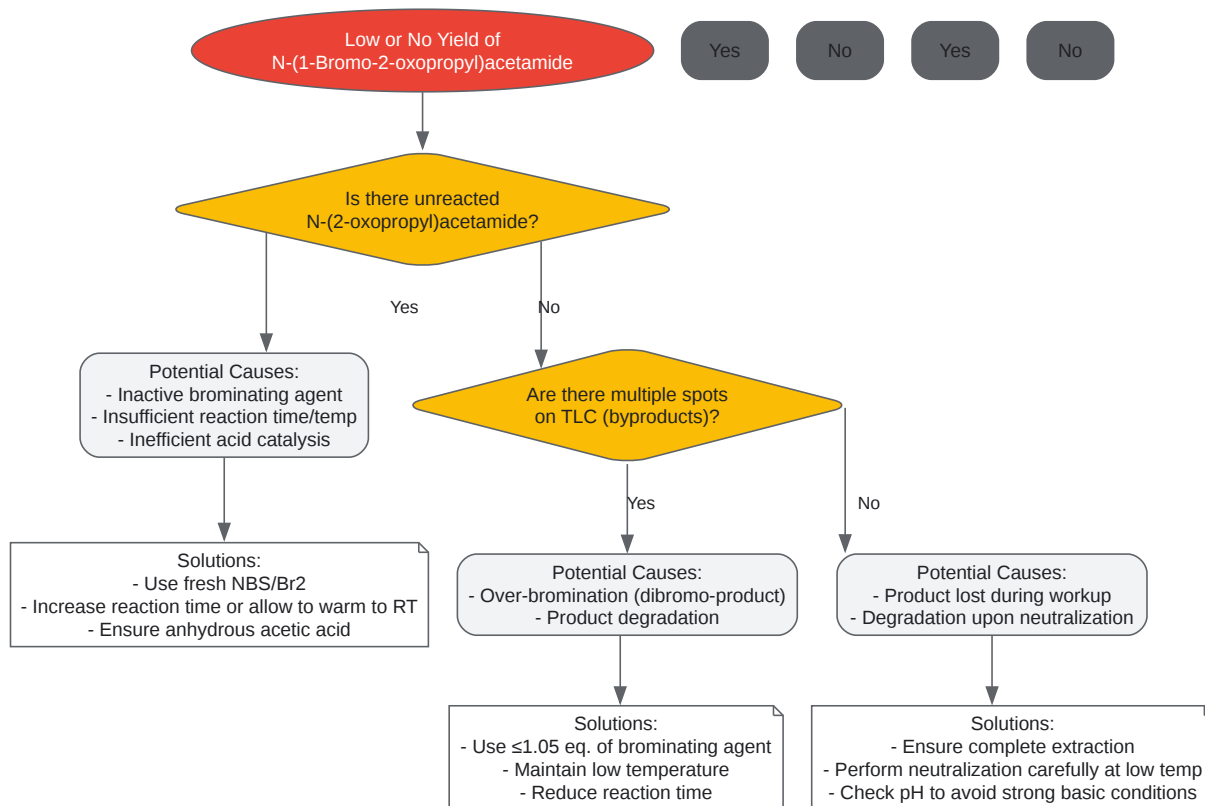 Low or No Yield of
N-(1-Bromo-2-oxopropyl)acetamide
Yes
No
Yes
No
Is there unreacted
N-(2-oxopropyl)acetamide?
Yes
No
Potential Causes:
- Inactive brominating agent
- Insufficient reaction time/temp
- Inefficient acid catalysis
Are there multiple spots
on TLC (byproducts)?
Yes
No
Solutions:
- Use fresh NBS/Br2
- Increase reaction time or allow to warm to RT
- Ensure anhydrous acetic acid
Potential Causes:
- Over-bromination (dibromo-product)
- Product degradation
Potential Causes:
- Product lost during workup
- Degradation upon neutralization
Solutions:
- Use ≤1.05 eq. of brominating agent
- Maintain low temperature
- Reduce reaction time
Solutions:
- Ensure complete extraction
- Perform neutralization carefully at low temp
- Check pH to avoid strong basic conditions